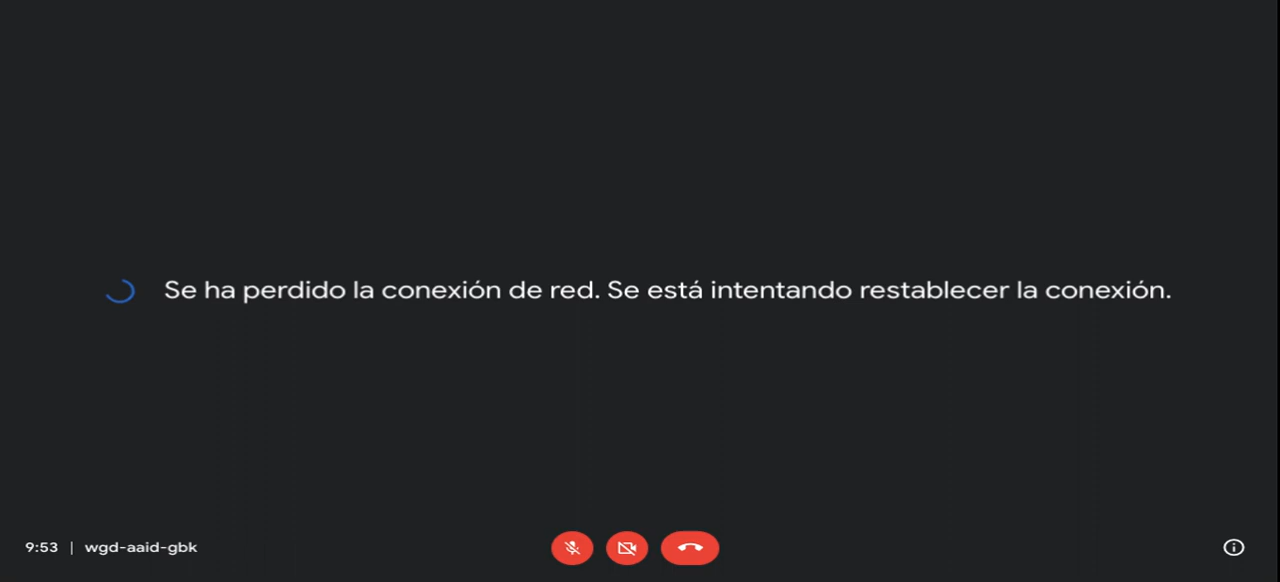 Se ha perdido la conexión de red. Se está intentando restablecer la conexión.
9:53 | wgd-aaid-gbk